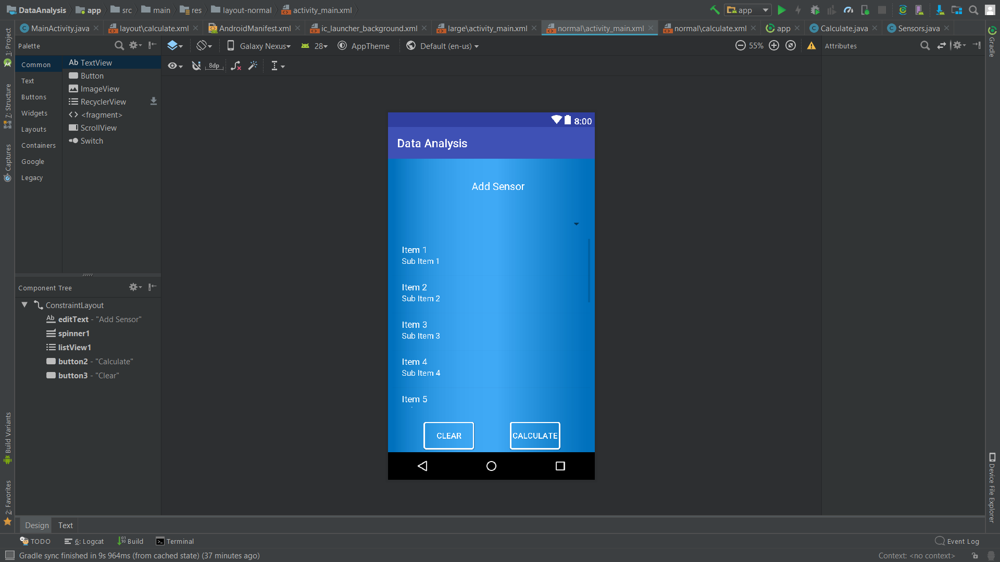 DataAnalysis app src main res layout-normal activity_main.xml app
MainActivity.java layout\calculate.xml AndroidManifest.xml ic_launcher_background.xml large\activity_main.xml normal\activity_main.xml normal\calculate.xml app Calculate.java Sensors.java
1: Project
Z: Structure
Captures
Build Variants
2: Favorites
Palette
Common
Text
Buttons
Widgets
Layouts
Containers
Google
Legacy
Ab TextView
Button
ImageView
RecyclerView
<fragment>
ScrollView
Switch
Component Tree
ConstraintLayout
Ab editText - "Add Sensor"
spinner1
listView1
button2 - "Calculate"
button3 - "Clear"
Galaxy Nexus 28 AppTheme Default (en-us) 55%
8dp
8:00
Data Analysis
Add Sensor
Item 1
Sub Item 1
Item 2
Sub Item 2
Item 3
Sub Item 3
Item 4
Sub Item 4
Item 5
CLEAR CALCULATE
Attributes
Gradle
Device File Explorer
Design Text
TODO 6: Logcat Build Terminal Event Log
Gradle sync finished in 9s 964ms (from cached state) (37 minutes ago) Context: <no context>